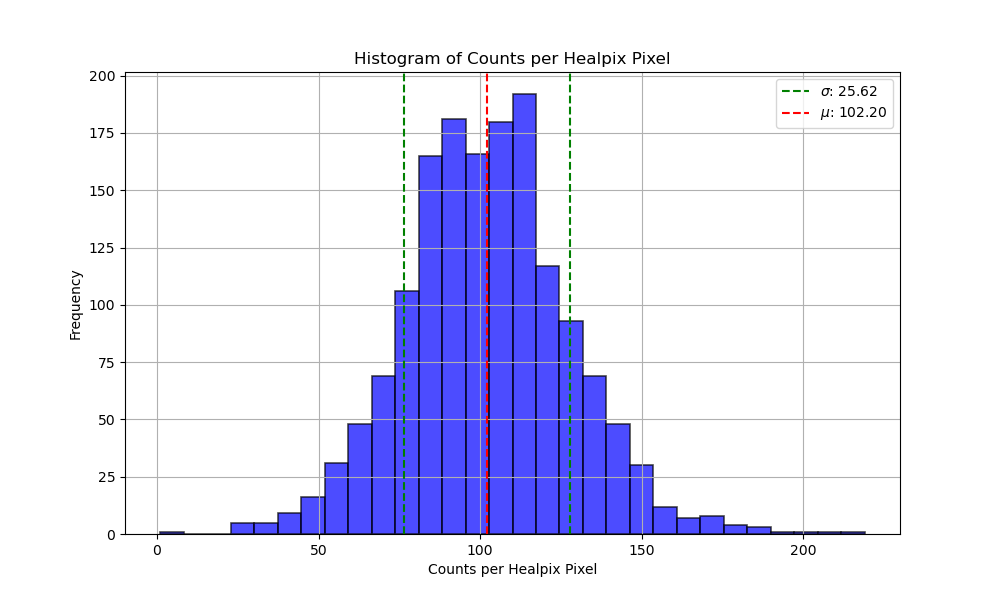 Histogram of Counts per Healpix Pixel
σ: 25.62
μ: 102.20
200
175
150
125
100
75
50
25
0
Frequency
0 50 100 150 200
Counts per Healpix Pixel